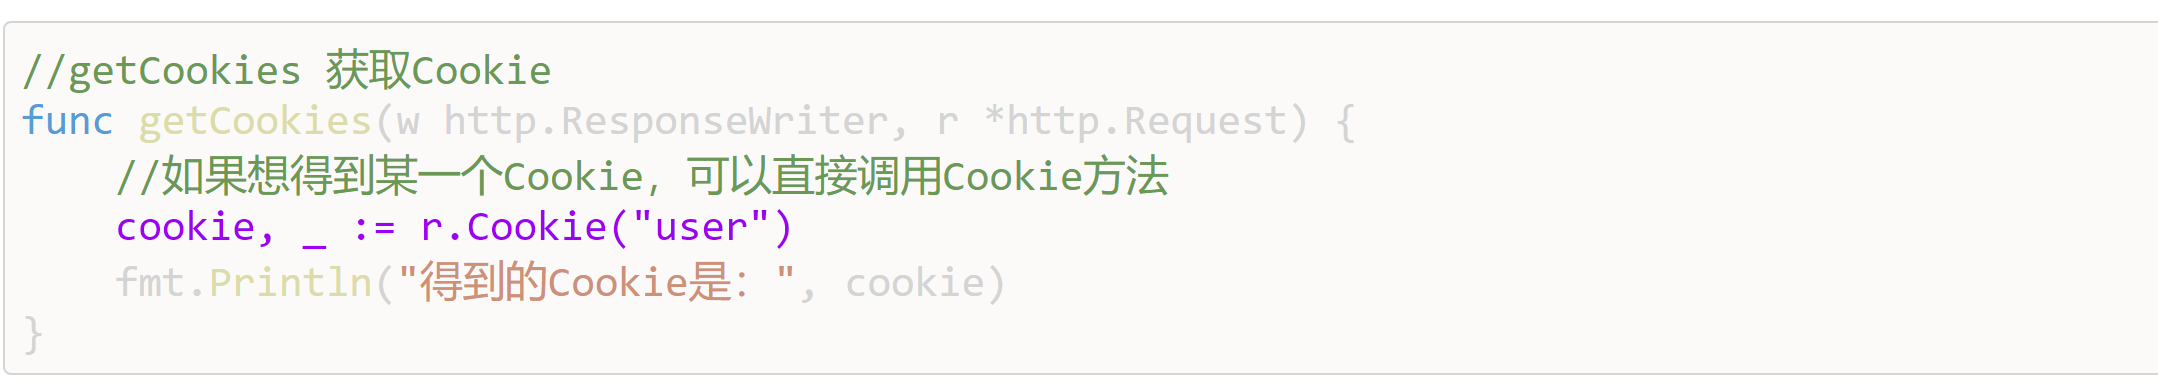 //getCookies 获取Cookie
func getCookies(w http.ResponseWriter, r *http.Request) {
    //如果想得到某一个Cookie，可以直接调用Cookie方法
    cookie, _ := r.Cookie("user")
    fmt.Println("得到的Cookie是：", cookie)
}